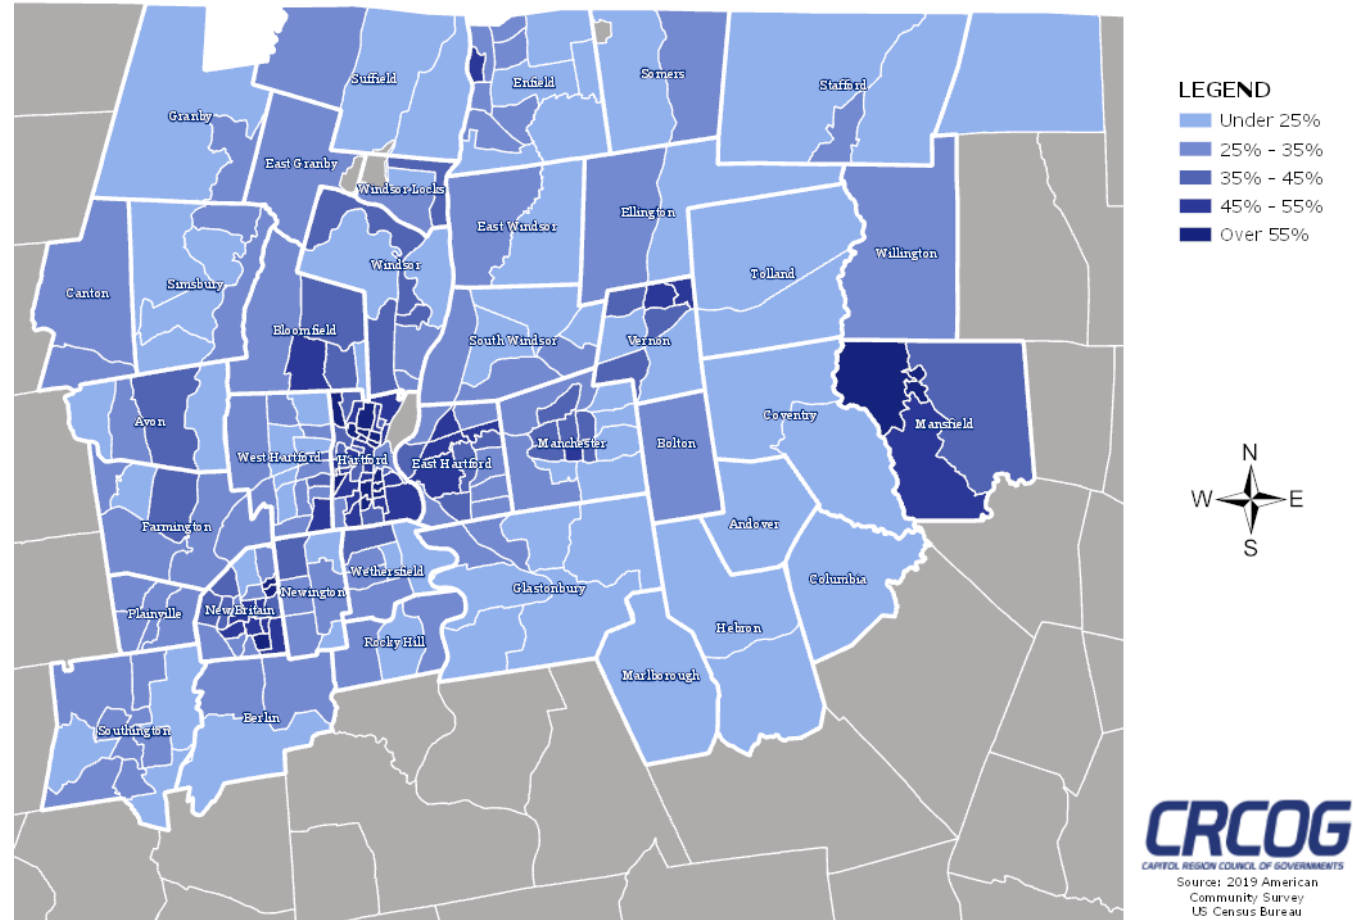 Suffield
Enfield
Somers
Stafford
Granby
East Granby
Windsor Locks
East Windsor
Ellington
Windsor
Tolland
Willington
Canton
Simsbury
Bloomfield
South Windsor
Vernon
Avon
West Hartford
Hartford
East Hartford
Manchester
Bolton
Coventry
Mansfield
Farmington
Andover
Wethersfield
Glastonbury
Columbia
Plainville
New Britain
Newington
Rocky Hill
Hebron
Marlborough
Southington
Berlin
LEGEND
Under 25%
25% - 35%
35% - 45%
45% - 55%
Over 55%
N
W E
S
CRCOG
CAPITOL REGION COUNCIL OF GOVERNMENTS
Source: 2019 American
Community Survey
US Census Bureau